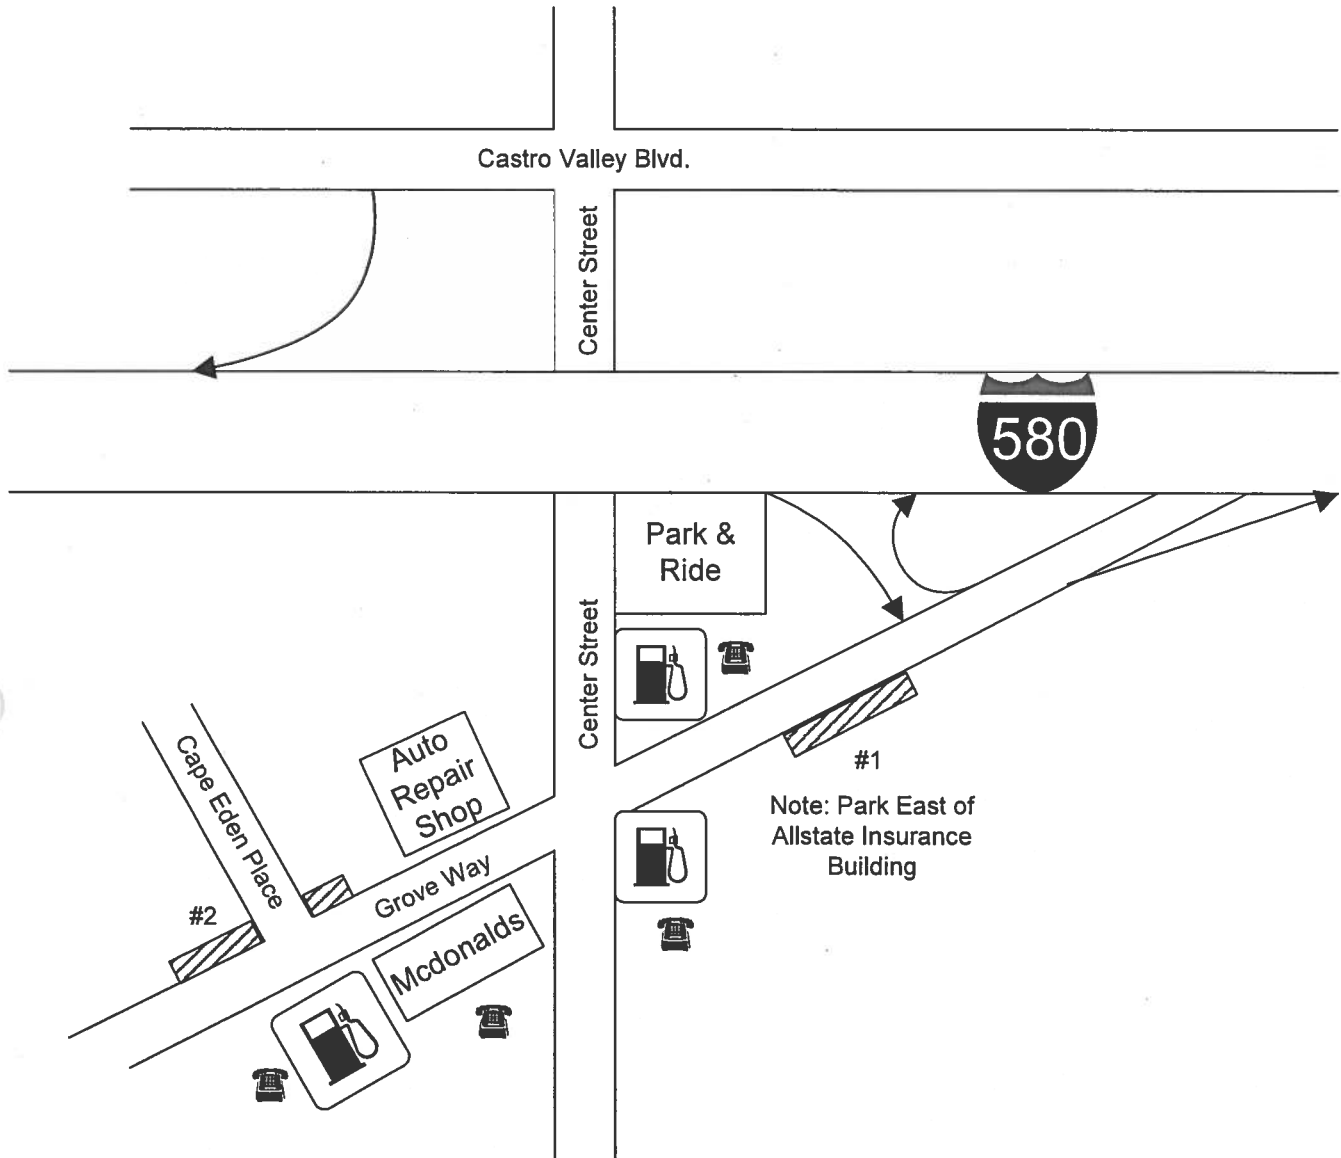 Castro Valley Blvd.
Center Street
580
Park &
Ride
Center Street
Auto
Repair
Shop
Cape Eden Place
#1
Note: Park East of
Allstate Insurance
Building
Grove Way
#2
Mcdonalds